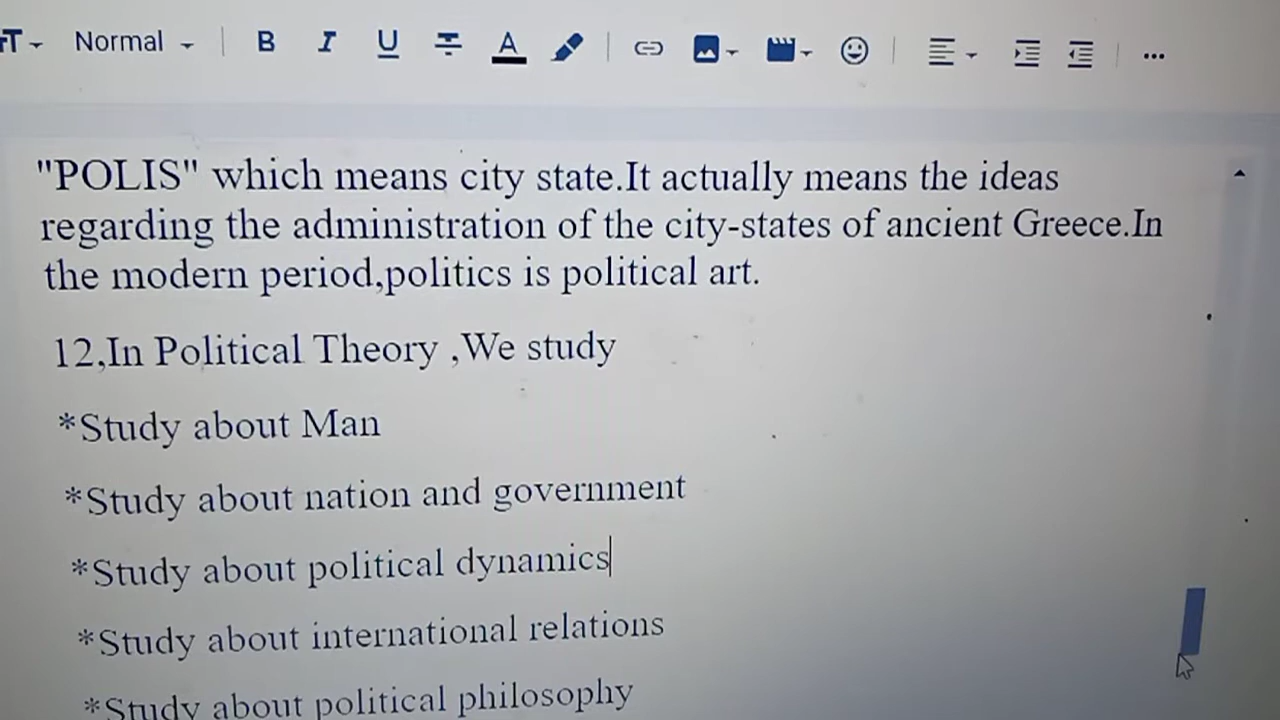 Normal B I U A
"POLIS" which means city state.It actually means the ideas
regarding the administration of the city-states of ancient Greece.In
the modern period,politics is political art.
12,In Political Theory ,We study
*Study about Man
*Study about nation and government
*Study about political dynamics
*Study about international relations
*Study about political philosophy